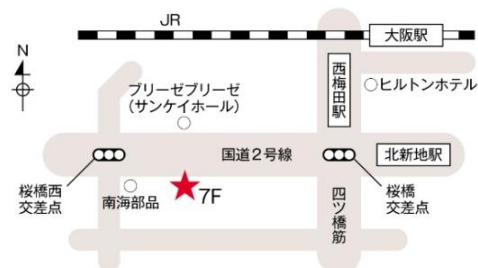 JR
大阪駅
N
西梅田駅
ヒルトンホテル
ブリーゼブリーゼ
(サンケイホール)
国道2号線
北新地駅
桜橋西
交差点
南海部品
7F
四ツ橋筋
桜橋
交差点